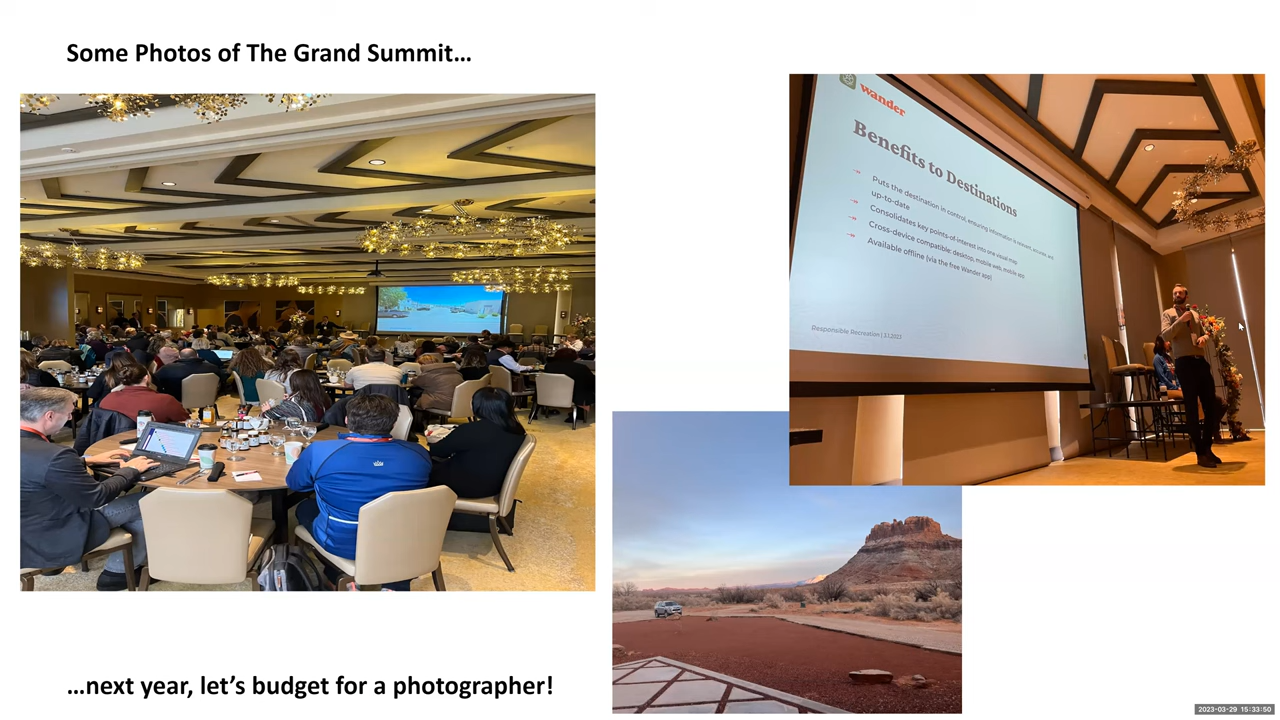 Some Photos of The Grand Summit...
wander
Benefits to Destinations
Puts the destination in control, ensuring information is relevant, accurate, and
up-to-date
Consolidates key points-of-interest into one visual map
Cross-device compatible: desktop, mobile web, mobile app
Available offline (via the free Wander app)
Responsible Recreation | 3.1.2023
...next year, let’s budget for a photographer!
2023-03-29 15:33:50